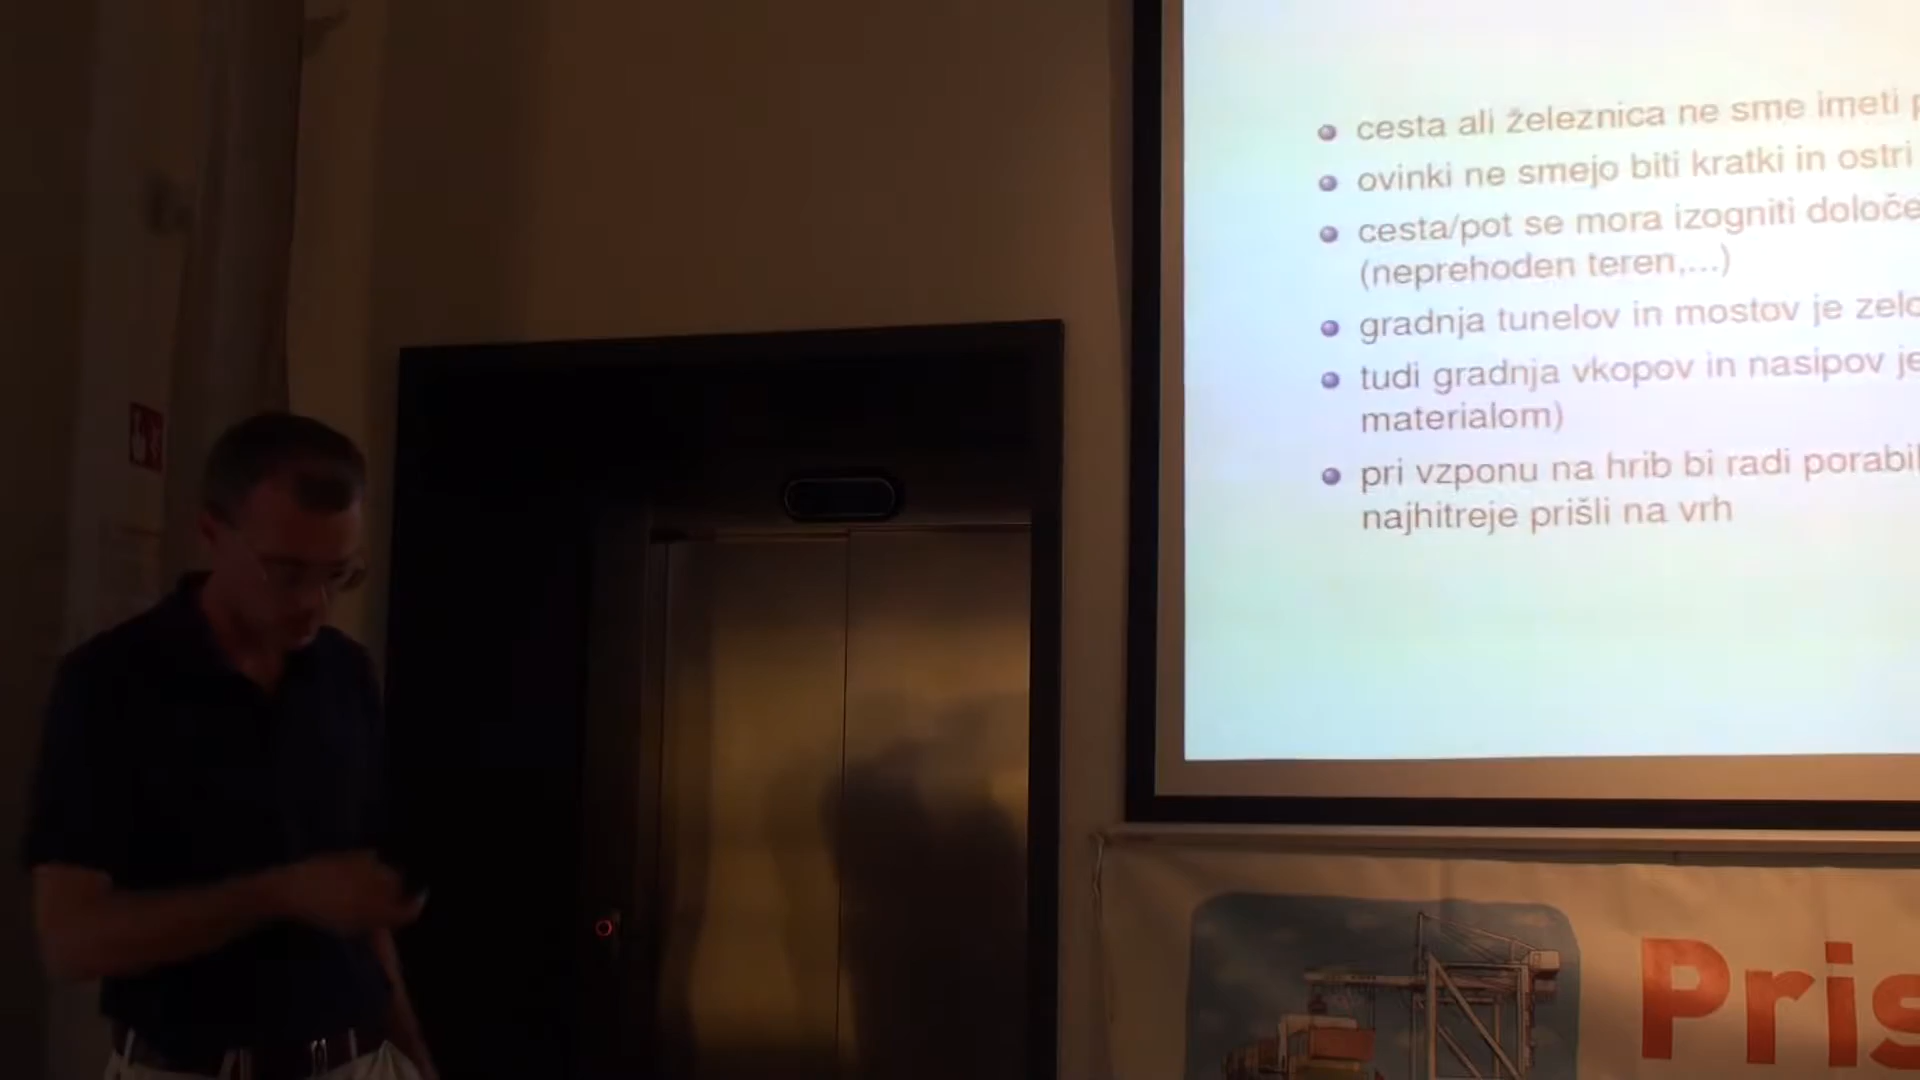 cesta ali železnica ne sme imeti
ovinki ne smejo biti kratki in ostri
cesta/pot se mora izogniti določe
(neprehoden teren,...)
gradnja tunelov in mostov je zelo
tudi gradnja vkopov in nasipov je
materialom)
pri vzponu na hrib bi radi porabil
najhitreje prišli na vrh
Pris